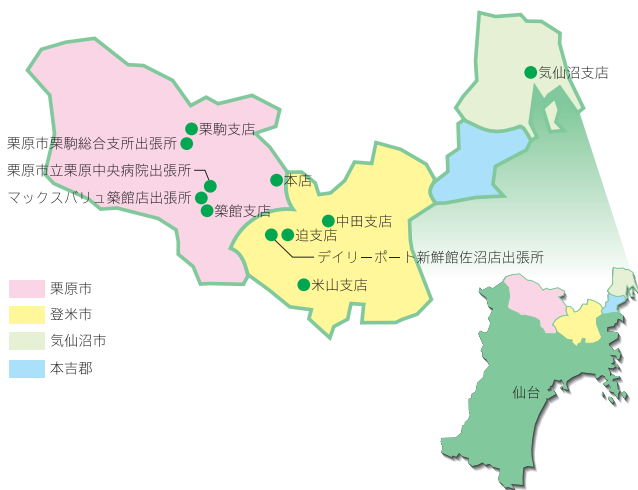 気仙沼支店
栗駒支店
栗原市栗駒総合支所出張所
栗原市立栗原中央病院出張所
本店
マックスバリュ築館店出張所
築館支店
中田支店
迫支店
デイリーポート新鮮館佐沼店出張所
米山支店
栗原市
登米市
気仙沼市
本吉郡
仙台